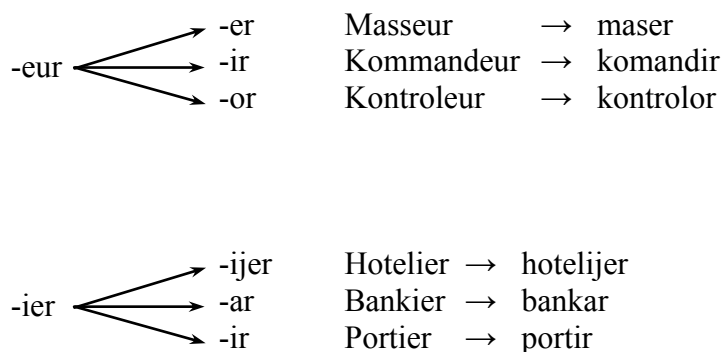 -er Masseur → maser
-eur -ir Kommandeur → komandir
-or Kontroleur → kontrolor
-ijer Hotelier → hotelijer
-ier -ar Bankier → bankar
-ir Portier → portir